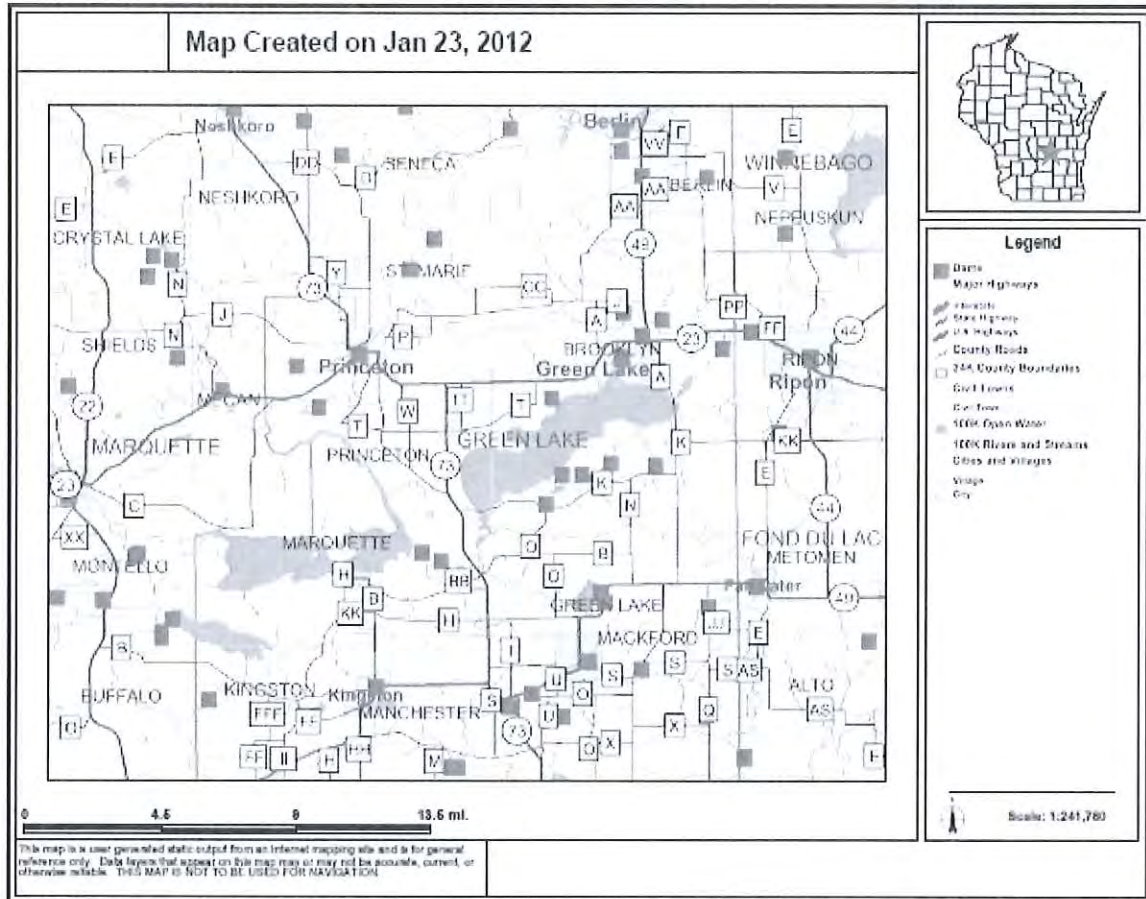 Map Created on Jan 23, 2012
Neshkoro
Berlin
F
E
DD
D
SENECA
VV
F
E
WINNEBAGO
NESHKORO
AA
BERLIN
V
E
AA
NEPEUSKUN
CRYSTAL LAKE
49
N
Y
ST MARIE
73
CC
J
J
A
PP
N
P
23
FF
44
SHIELDS
Princeton
BROOKLYN
RIPON
Green Lake
Ripon
MECAN
A
22
W
T
T
MARQUETTE
GREEN LAKE
K
KK
PRINCETON
73
E
23
K
C
N
44
XX
MARQUETTE
O
B
FOND DU LAC
METOMEN
MONTELLO
H
BB
O
B
GREEN LAKE
49
KK
H
MACKFORD
JJ
E
B
I
S
S
AS
BUFFALO
KINGSTON
Kingston
U
S
O
ALTO
MANCHESTER
S
U
Q
AS
FFF
FF
X
O
73
FF
II
H
HH
M
O
X
0 4.5 9 13.5 mi.
This map is a user generated static output from an Internet mapping site and is for general
reference only. Data layers that appear on this map may or may not be accurate, current, or
otherwise reliable. THIS MAP IS NOT TO BE USED FOR NAVIGATION
Legend
Dams
Major Highways
Interstate
State Highway
U.S. Highways
County Roads
24K County Boundaries
Civil Towns
Civil Town
100K Open Water
100K Rivers and Streams
Cities and Villages
Village
City
Scale: 1:241,780